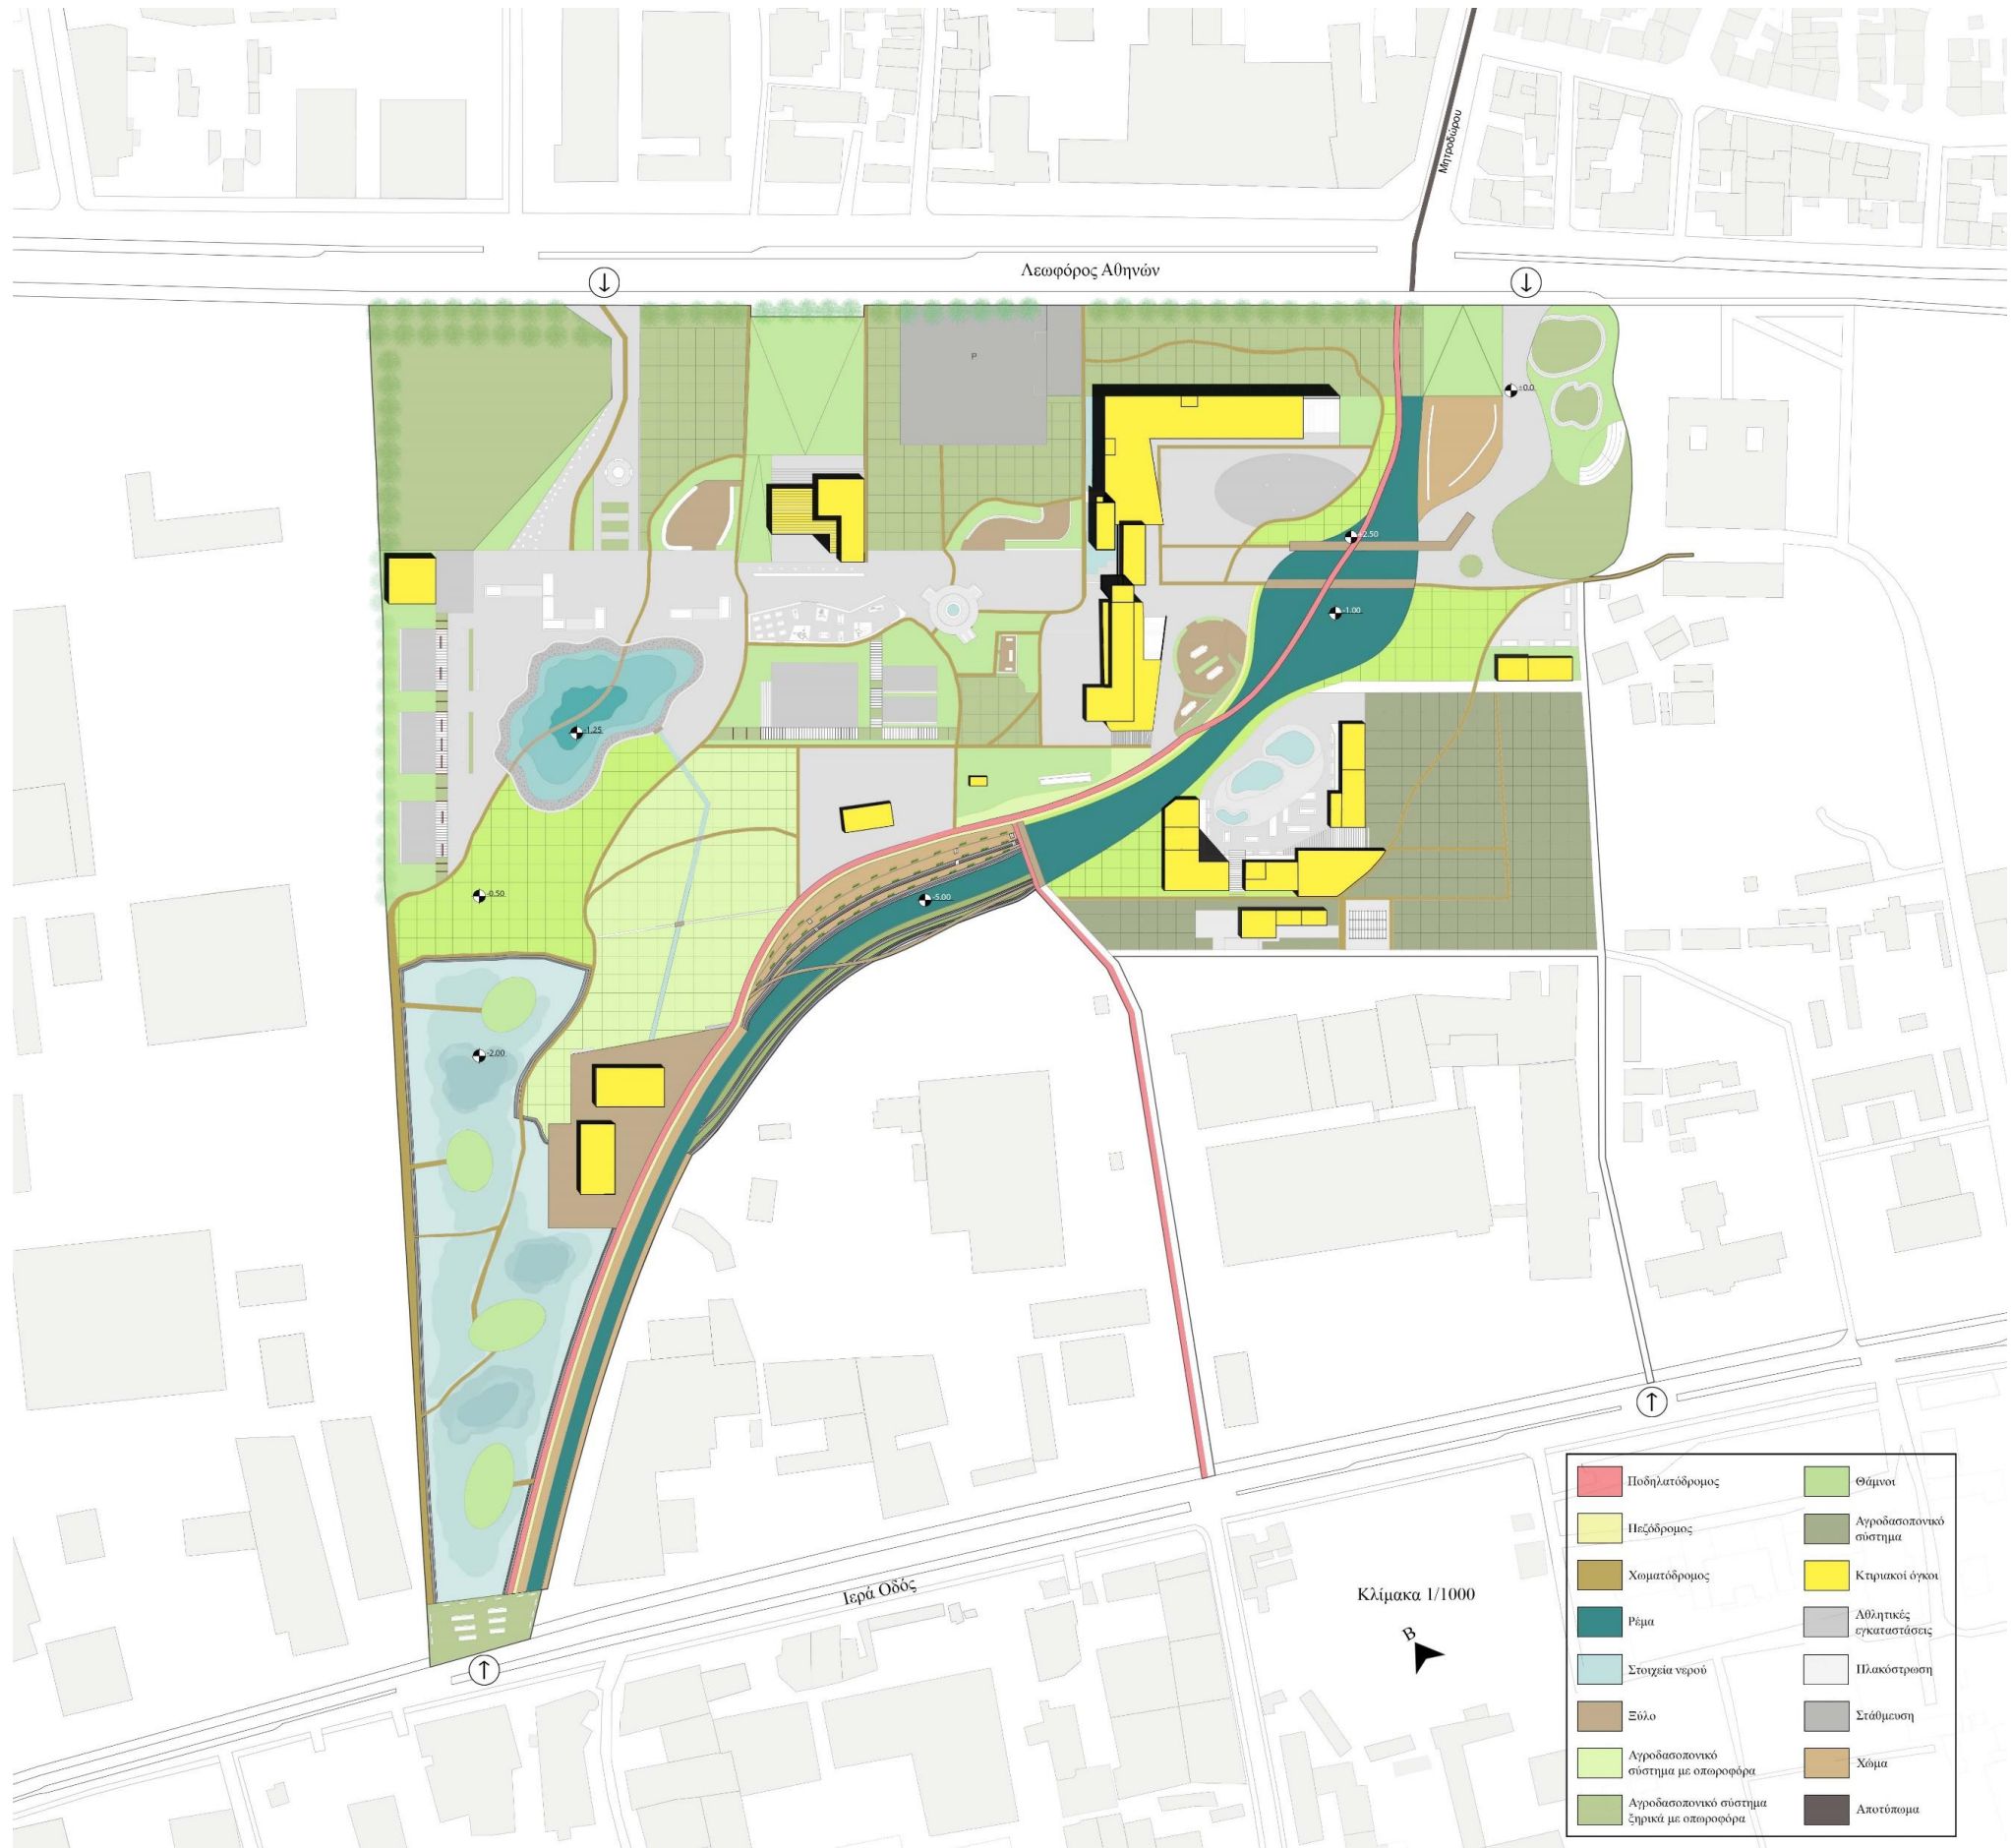 Μητροδώρου
Λεωφόρος Αθηνών
P
±0.0
-2.50
-1.00
-1.25
-0.50
-5.00
-2.00
Ιερά Οδός
Κλίμακα 1/1000
Β
Ποδηλατόδρομος
Πεζόδρομος
Χωματόδρομος
Ρέμα
Στοιχεία νερού
Ξύλο
Αγροδασοπονικό
σύστημα με οπωροφόρα
Αγροδασοπονικό σύστημα
ξηρικά με οπωροφόρα
Θάμνοι
Αγροδασοπονικό
σύστημα
Κτιριακοί όγκοι
Αθλητικές
εγκαταστάσεις
Πλακόστρωση
Στάθμευση
Χώμα
Αποτύπωμα